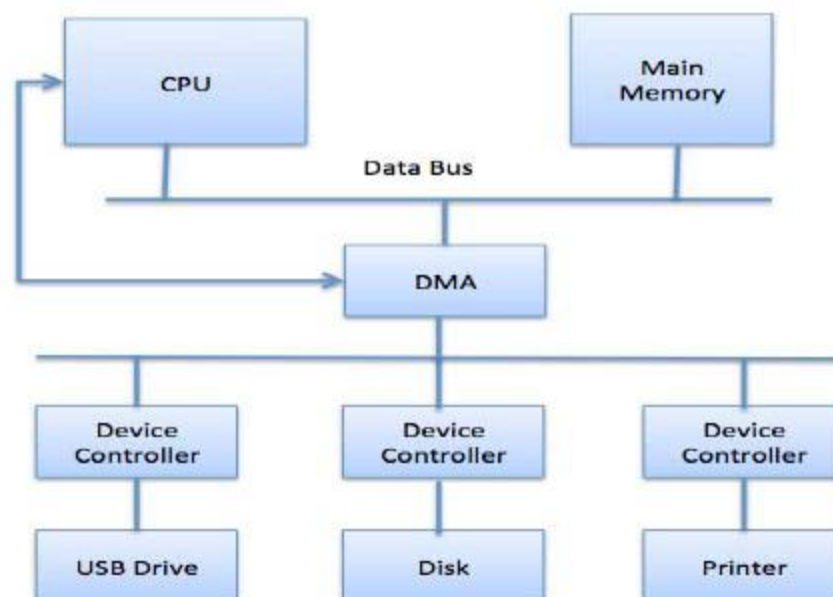 CPU
Main
Memory
Data Bus
DMA
Device
Controller
Device
Controller
Device
Controller
USB Drive
Disk
Printer